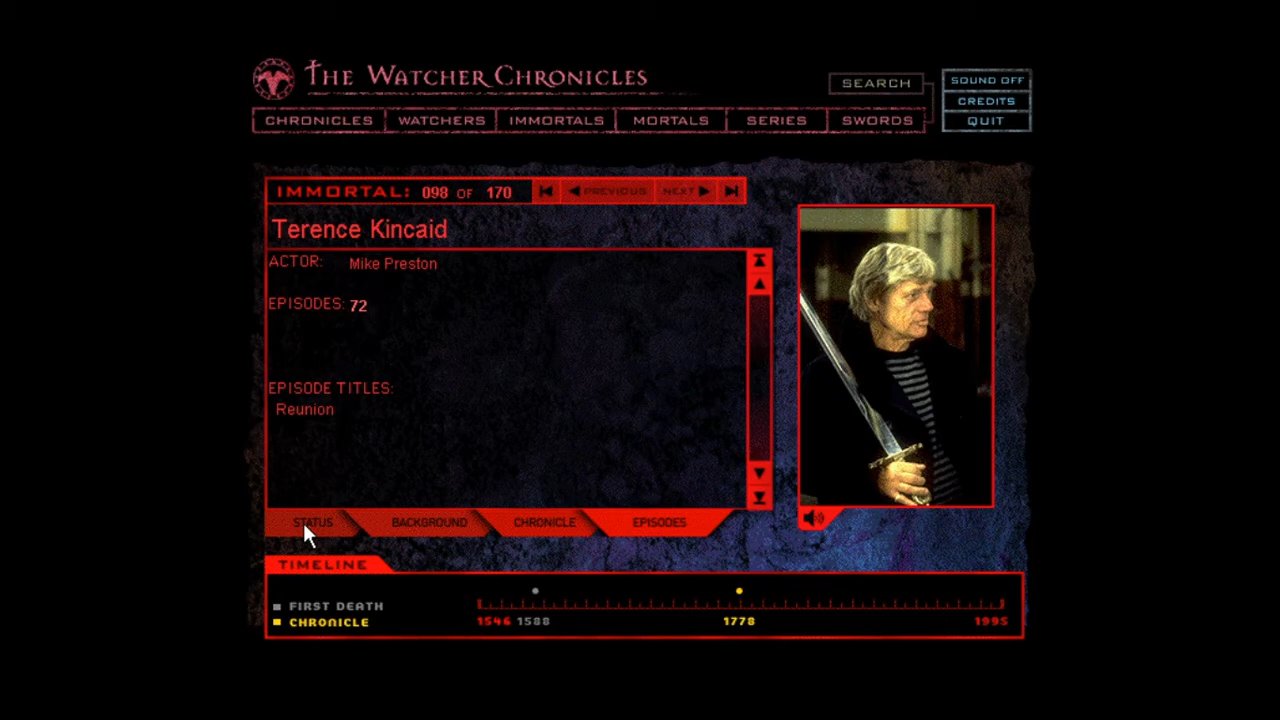 THE WATCHER CHRONICLES
SEARCH
SOUND OFF
CREDITS
QUIT
CHRONICLES WATCHERS IMMORTALS MORTALS SERIES SWORDS
IMMORTAL: 098 OF 170 PREVIOUS NEXT
Terence Kincaid
ACTOR: Mike Preston
EPISODES: 72
EPISODE TITLES:
Reunion
STATUS BACKGROUND CHRONICLE EPISODES
TIMELINE
FIRST DEATH
CHRONICLE
1546 1588 1778 1995